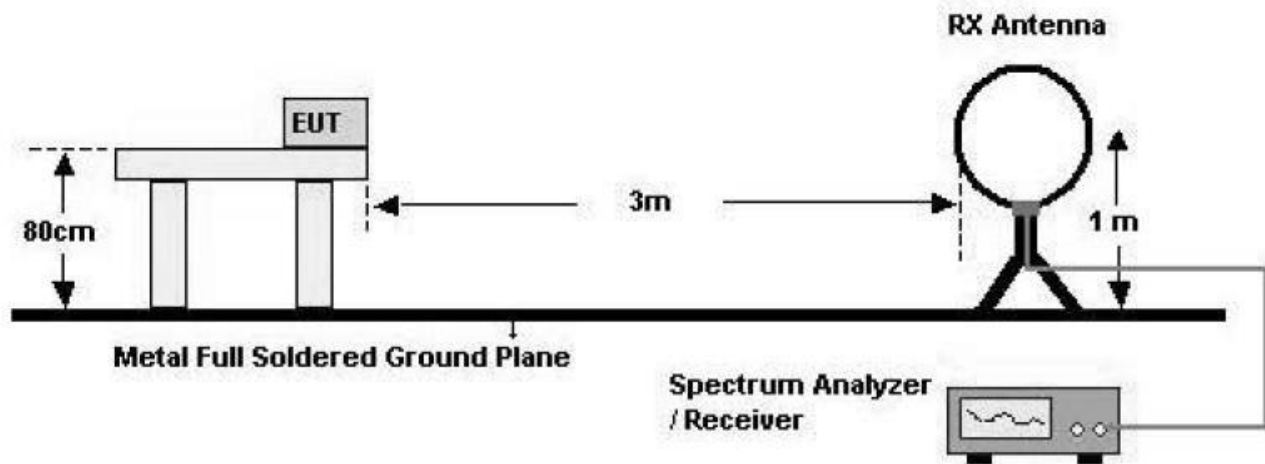 RX Antenna
EUT
80cm
3m
1 m
Metal Full Soldered Ground Plane
Spectrum Analyzer
/ Receiver